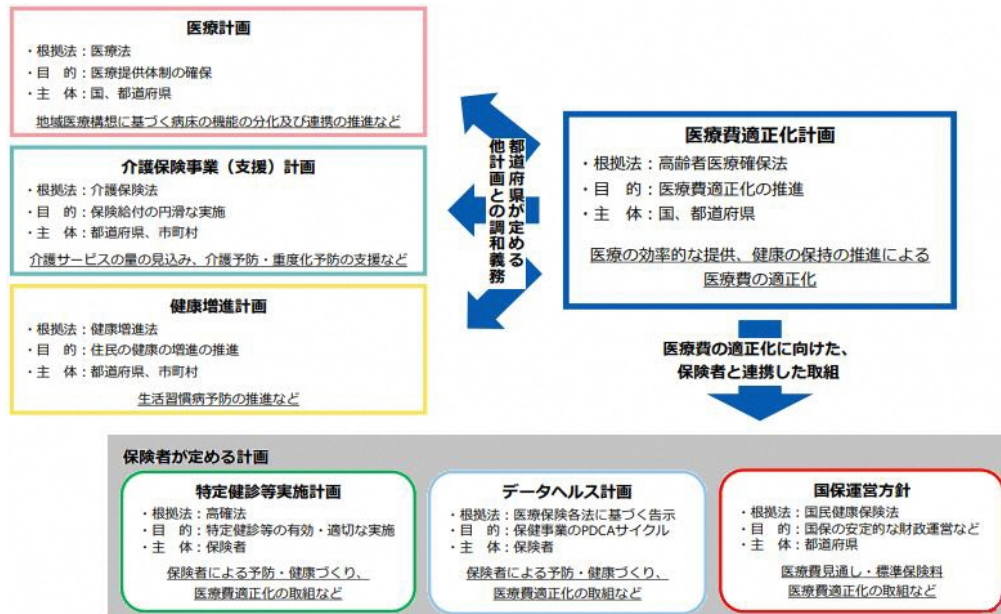 医療計画
・根拠法：医療法
・目　的：医療提供体制の確保
・主　体：国、都道府県
地域医療構想に基づく病床の機能の分化及び連携の推進など
介護保険事業（支援）計画
・根拠法：介護保険法
・目　的：保険給付の円滑な実施
・主　体：都道府県、市町村
介護サービスの量の見込み、介護予防・重度化予防の支援など
健康増進計画
・根拠法：健康増進法
・目　的：住民の健康の増進の推進
・主　体：都道府県、市町村
生活習慣病予防の推進など
都道府県が定める
他計画との調和義務
医療費適正化計画
・根拠法：高齢者医療確保法
・目　的：医療費適正化の推進
・主　体：国、都道府県
医療の効率的な提供、健康の保持の推進による
医療費の適正化
医療費の適正化に向けた、
保険者と連携した取組
保険者が定める計画
特定健診等実施計画
・根拠法：高確法
・目　的：特定健診等の有効・適切な実施
・主　体：保険者
保険者による予防・健康づくり、
医療費適正化の取組など
データヘルス計画
・根拠法：医療保険各法に基づく告示
・目　的：保健事業のPDCAサイクル
・主　体：保険者
保険者による予防・健康づくり、
医療費適正化の取組など
国保運営方針
・根拠法：国民健康保険法
・目　的：国保の安定的な財政運営など
・主　体：都道府県
医療費見通し・標準保険料
医療費適正化の取組など